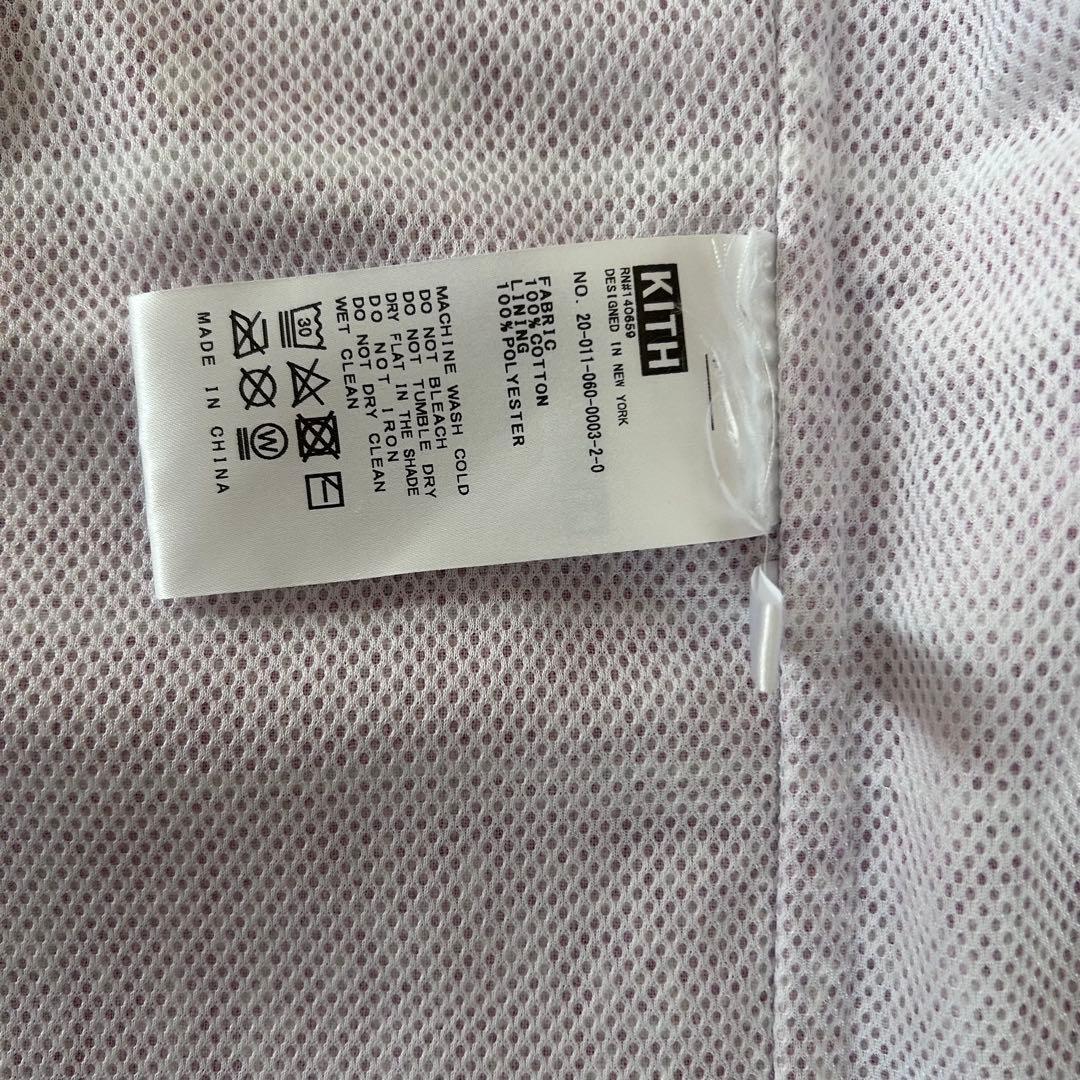 KITH
RN#140659
DESIGNED IN NEW YORK
NO. 20-011-060-0003-2-0
FABRIC
100%COTTON
LINING
100%POLYESTER
MACHINE WASH COLD
DO NOT BLEACH
DO NOT TUMBLE DRY
DRY FLAT IN THE SHADE
DO NOT IRON
DO NOT DRY CLEAN
WET CLEAN
30
W
MADE IN CHINA